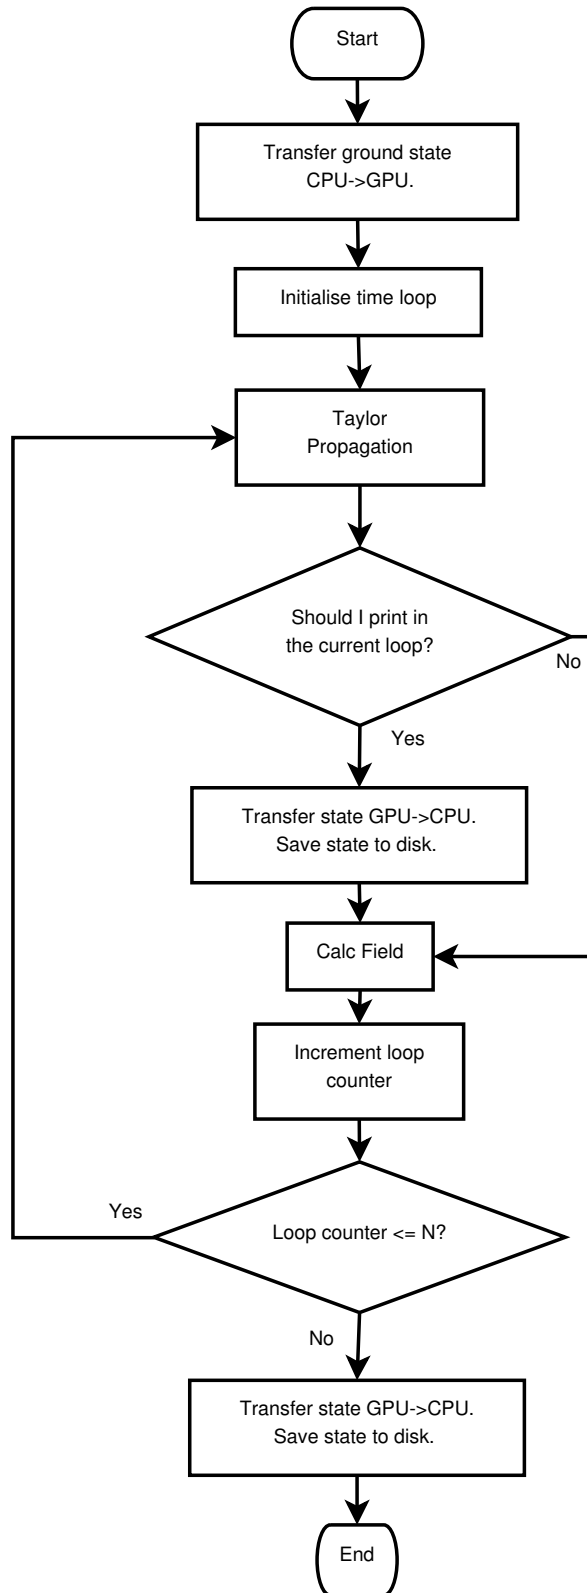 Start
Transfer ground state
CPU->GPU.
Initialise time loop
Taylor
Propagation
Should I print in
the current loop?
No
Yes
Transfer state GPU->CPU.
Save state to disk.
Calc Field
Increment loop
counter
Yes
Loop counter <= N?
No
Transfer state GPU->CPU.
Save state to disk.
End